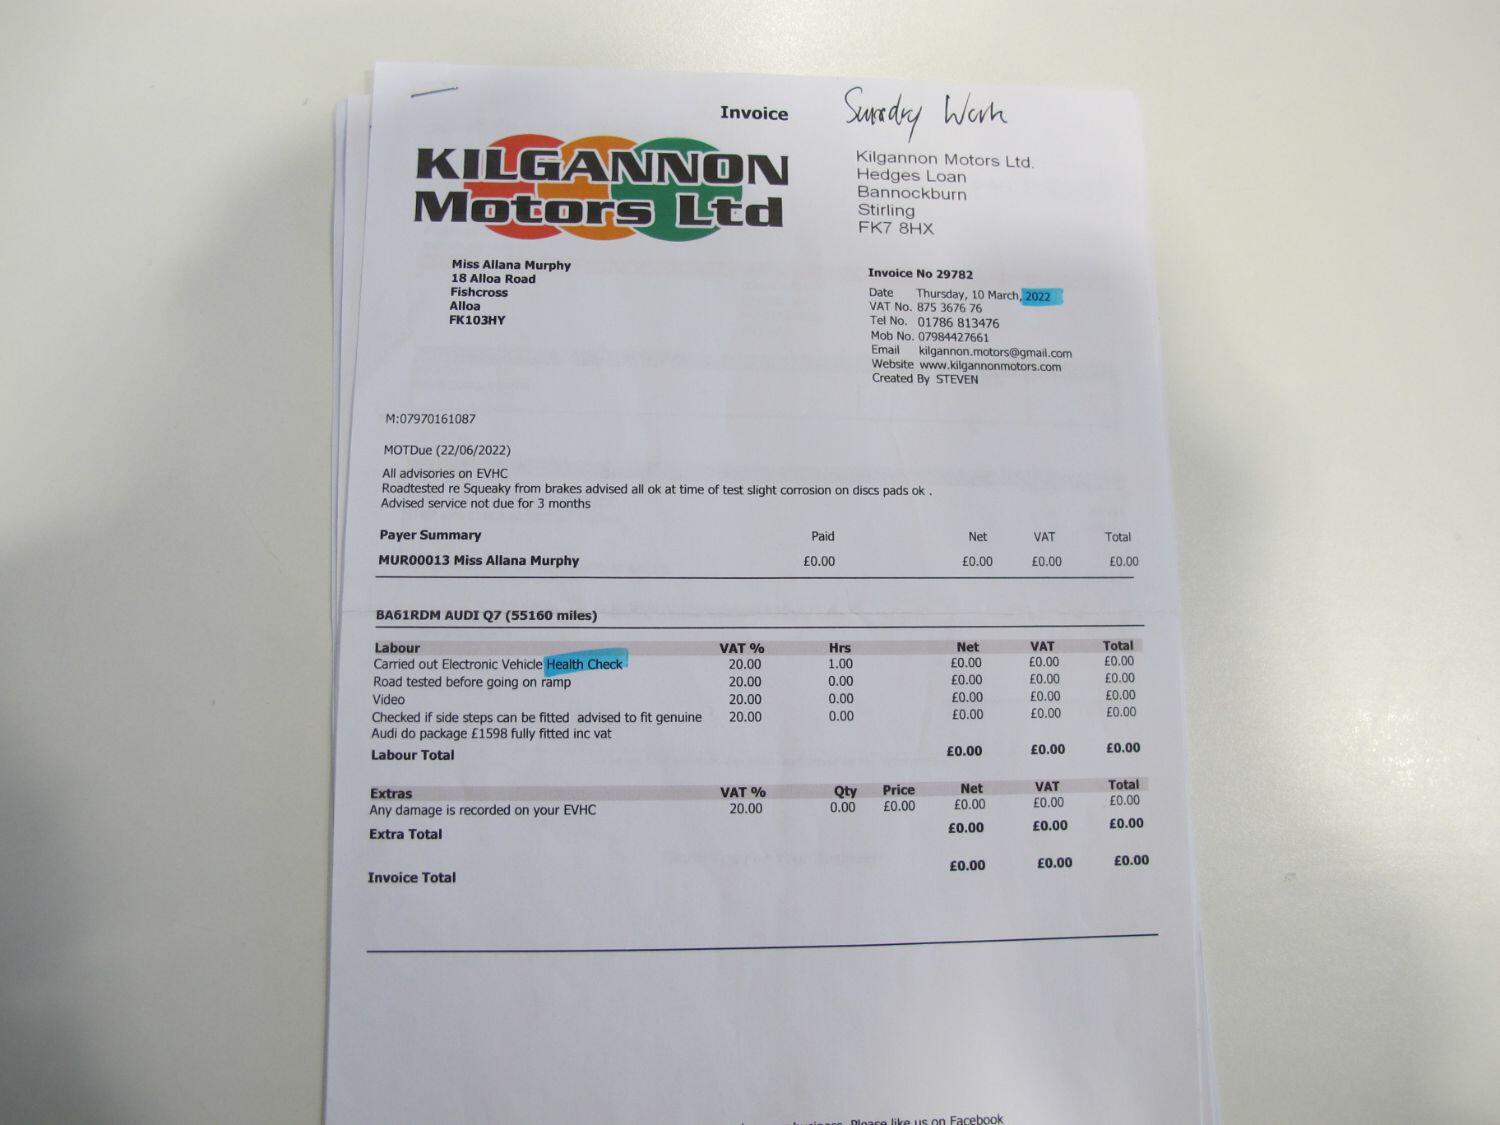 Invoice
Sundry Work
KILGANNON
Motors Ltd
Kilgannon Motors Ltd.
Hedges Loan
Bannockburn
Stirling
FK7 8HX
Miss Allana Murphy
18 Alloa Road
Fishcross
Alloa
FK103HY
Invoice No 29782
Date Thursday, 10 March, 2022
VAT No. 875 3676 76
Tel No. 01786 813476
Mob No. 07984427661
Email kilgannon.motors@gmail.com
Website www.kilgannonmotors.com
Created By STEVEN
M:07970161087
MOTDue (22/06/2022)
All advisories on EVHC
Roadtested re Squeaky from brakes advised all ok at time of test slight corrosion on discs pads ok .
Advised service not due for 3 months
Payer Summary Paid Net VAT Total
MUR00013 Miss Allana Murphy £0.00 £0.00 £0.00 £0.00
BA61RDM AUDI Q7 (55160 miles)
Labour VAT % Hrs Net VAT Total
Carried out Electronic Vehicle Health Check 20.00 1.00 £0.00 £0.00 £0.00
Road tested before going on ramp 20.00 0.00 £0.00 £0.00 £0.00
Video 20.00 0.00 £0.00 £0.00 £0.00
Checked if side steps can be fitted advised to fit genuine 20.00 0.00 £0.00 £0.00 £0.00
Audi do package £1598 fully fitted inc vat
Labour Total £0.00 £0.00 £0.00
Extras VAT % Qty Price Net VAT Total
Any damage is recorded on your EVHC 20.00 0.00 £0.00 £0.00 £0.00 £0.00
Extra Total £0.00 £0.00 £0.00
Invoice Total £0.00 £0.00 £0.00
business. Please like us on Facebook